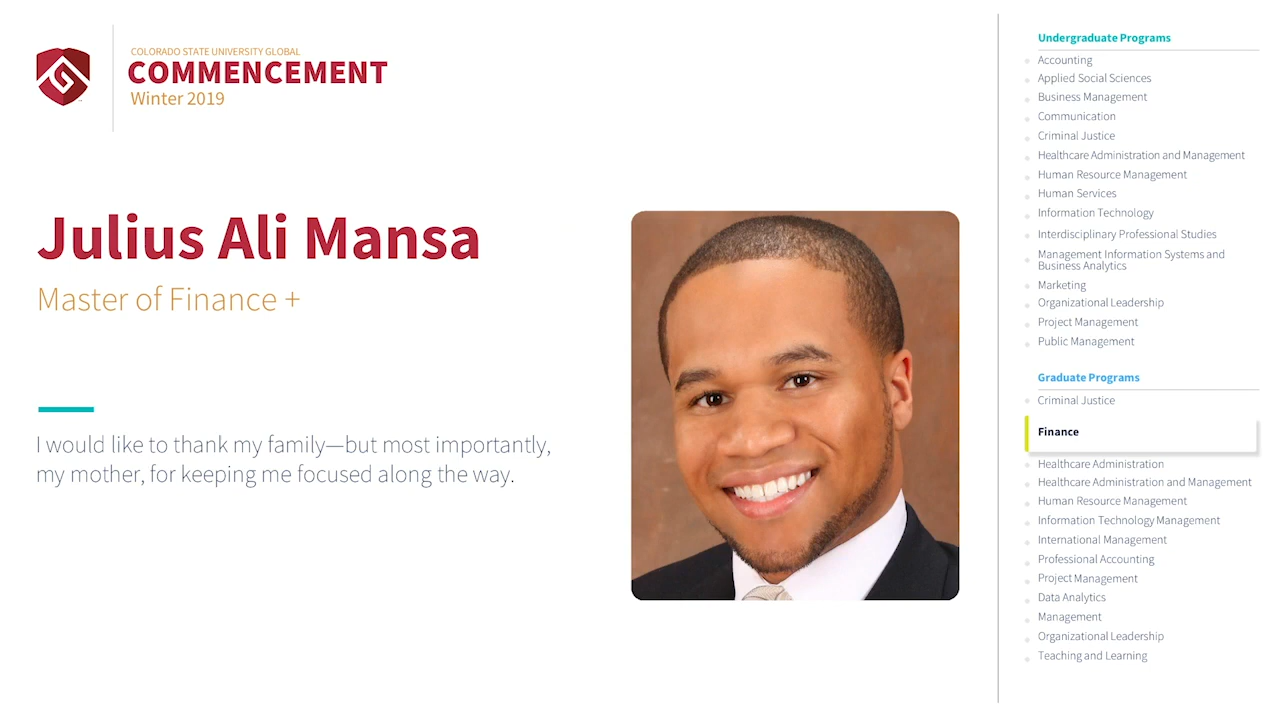 COLORADO STATE UNIVERSITY GLOBAL
COMMENCEMENT
Winter 2019
Julius Ali Mansa
Master of Finance +
I would like to thank my family—but most importantly,
my mother, for keeping me focused along the way.
Undergraduate Programs
Accounting
Applied Social Sciences
Business Management
Communication
Criminal Justice
Healthcare Administration and Management
Human Resource Management
Human Services
Information Technology
Interdisciplinary Professional Studies
Management Information Systems and
Business Analytics
Marketing
Organizational Leadership
Project Management
Public Management
Graduate Programs
Criminal Justice
Finance
Healthcare Administration
Healthcare Administration and Management
Human Resource Management
Information Technology Management
International Management
Professional Accounting
Project Management
Data Analytics
Management
Organizational Leadership
Teaching and Learning